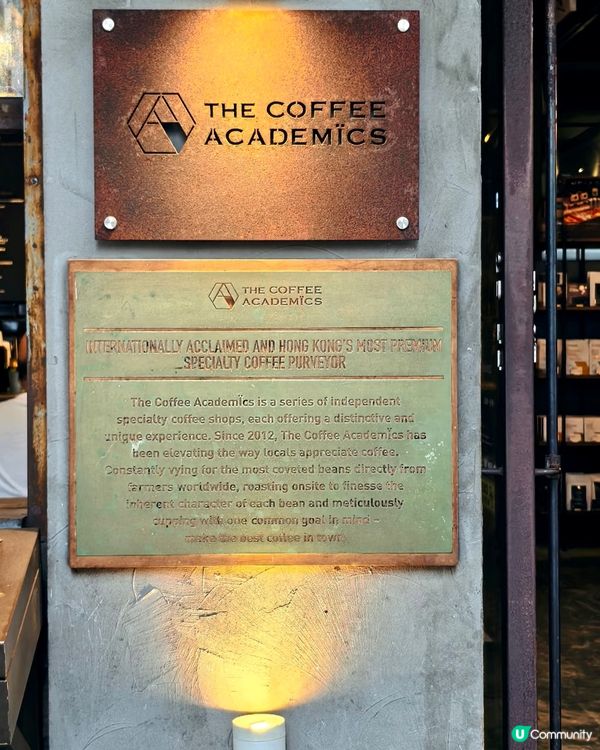 THE COFFEE
ACADEMÏCS
THE COFFEE
ACADEMÏCS
INTERNATIONALLY ACCLAIMED AND HONG KONG'S MOST PREMIUM
SPECIALTY COFFEE PURVEYOR
The Coffee Academïcs is a series of independent
specialty coffee shops, each offering a distinctive and
unique experience. Since 2012, The Coffee Academïcs has
been elevating the way locals appreciate coffee.
Constantly vying for the most coveted beans directly from
farmers worldwide, roasting onsite to finesse the
inherent character of each bean and meticulously
cupping with one common goal in mind –
make the best coffee in town.
U Community